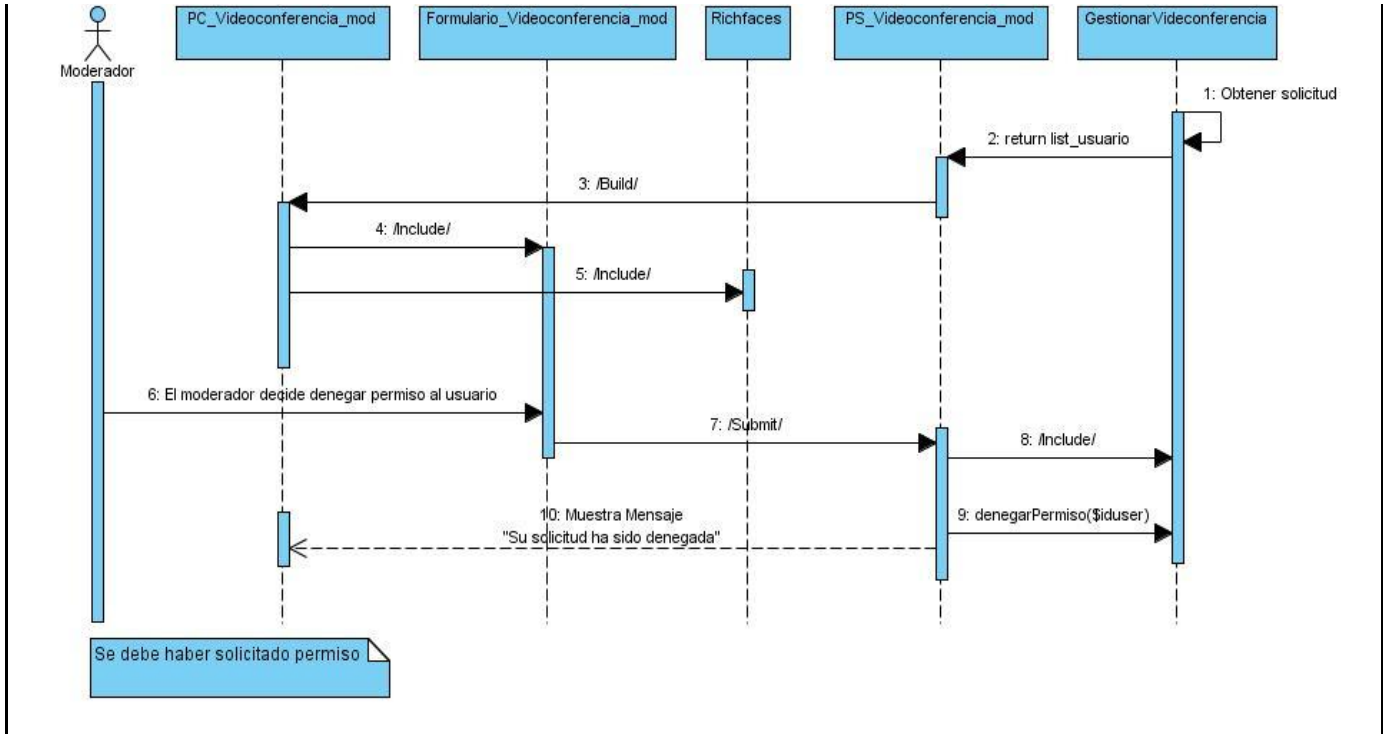 PC_Videoconferencia_mod
Formulario_Videoconferencia_mod
Richfaces
PS_Videoconferencia_mod
GestionarVideconferencia
Moderador
1: Obtener solicitud
2: return list_usuario
3: /Build/
4: /Include/
5: /Include/
6: El moderador decide denegar permiso al usuario
7: /Submit/
8: /Include/
9: denegarPermiso($iduser)
10: Muestra Mensaje
"Su solicitud ha sido denegada"
Se debe haber solicitado permiso